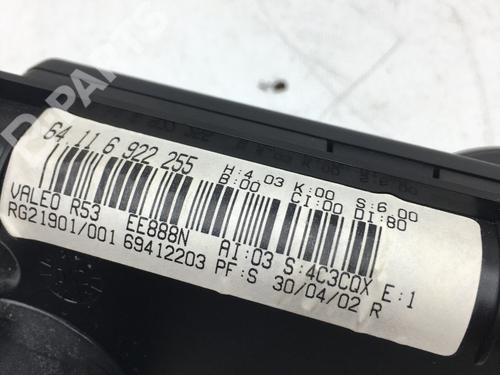 64 11 6 922 255 H:4.03 K:00 S:6.00
B:00 CI:00 DI:80
VALEO R53 EE888N AI:03 S:4C3CQX E:1
RG21901/001 69412203 PF:S 30/04/02 R